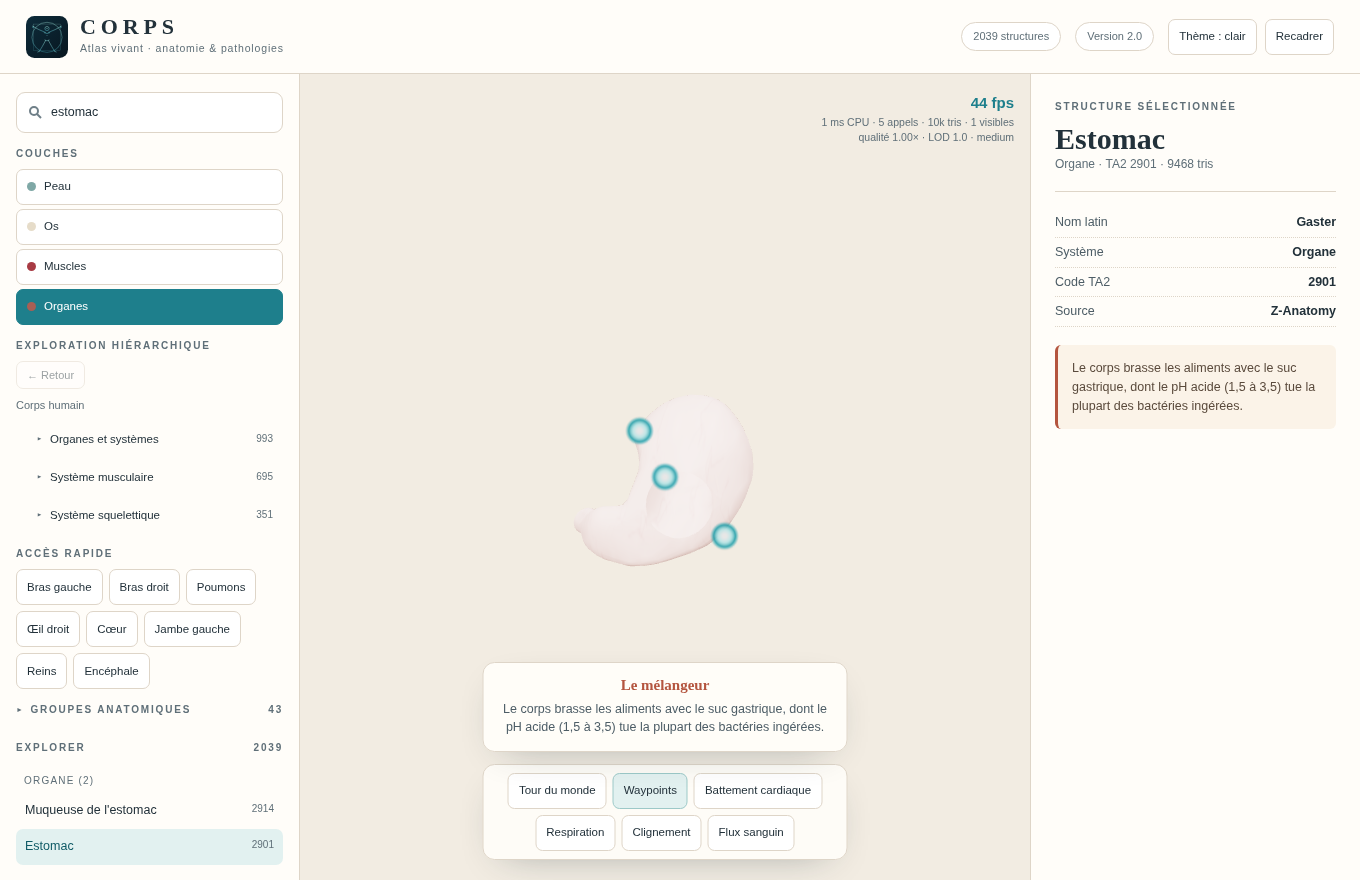 CORPS
Atlas vivant · anatomie & pathologies
2039 structures
Version 2.0
Thème : clair
Recadrer
estomac
COUCHES
Peau
Os
Muscles
Organes
EXPLORATION HIÉRARCHIQUE
← Retour
Corps humain
▸ Organes et systèmes 993
▸ Système musculaire 695
▸ Système squelettique 351
ACCÈS RAPIDE
Bras gauche
Bras droit
Poumons
Œil droit
Cœur
Jambe gauche
Reins
Encéphale
▸ GROUPES ANATOMIQUES 43
EXPLORER 2039
ORGANE (2)
Muqueuse de l'estomac 2914
Estomac 2901
44 fps
1 ms CPU · 5 appels · 10k tris · 1 visibles
qualité 1.00× · LOD 1.0 · medium
Le mélangeur
Le corps brasse les aliments avec le suc gastrique, dont le
pH acide (1,5 à 3,5) tue la plupart des bactéries ingérées.
Tour du monde
Waypoints
Battement cardiaque
Respiration
Clignement
Flux sanguin
STRUCTURE SÉLECTIONNÉE
Estomac
Organe · TA2 2901 · 9468 tris
Nom latin Gaster
Système Organe
Code TA2 2901
Source Z-Anatomy
Le corps brasse les aliments avec le suc
gastrique, dont le pH acide (1,5 à 3,5) tue la
plupart des bactéries ingérées.